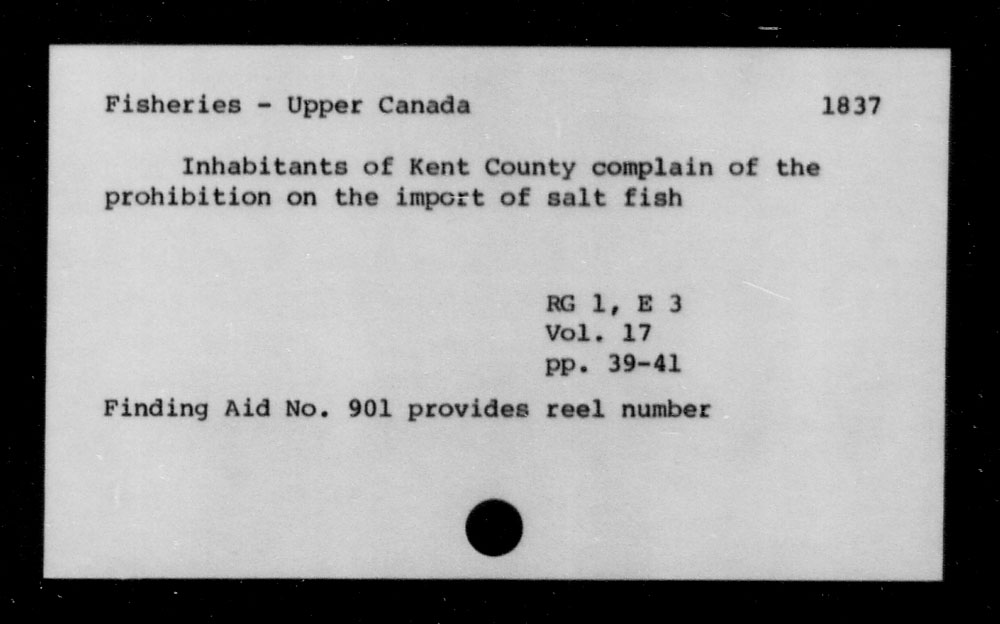 Fisheries - Upper Canada 1837
Inhabitants of Kent County complain of the
prohibition on the import of salt fish
RG 1, E 3
Vol. 17
pp. 39-41
Finding Aid No. 901 provides reel number